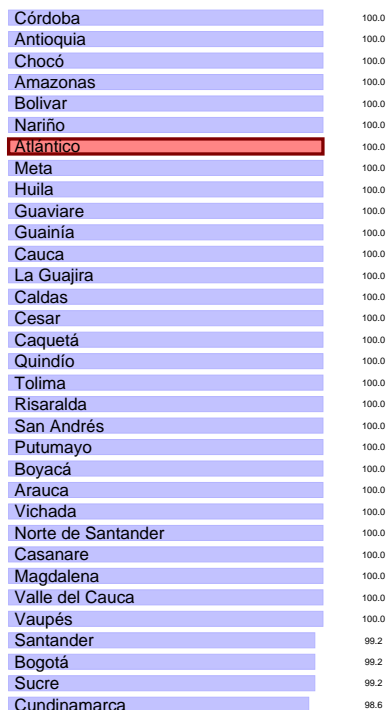 Córdoba 100.0
Antioquia 100.0
Chocó 100.0
Amazonas 100.0
Bolivar 100.0
Nariño 100.0
Atlántico 100.0
Meta 100.0
Huila 100.0
Guaviare 100.0
Guainía 100.0
Cauca 100.0
La Guajira 100.0
Caldas 100.0
Cesar 100.0
Caquetá 100.0
Quindío 100.0
Tolima 100.0
Risaralda 100.0
San Andrés 100.0
Putumayo 100.0
Boyacá 100.0
Arauca 100.0
Vichada 100.0
Norte de Santander 100.0
Casanare 100.0
Magdalena 100.0
Valle del Cauca 100.0
Vaupés 100.0
Santander 99.2
Bogotá 99.2
Sucre 99.2
Cundinamarca 98.6